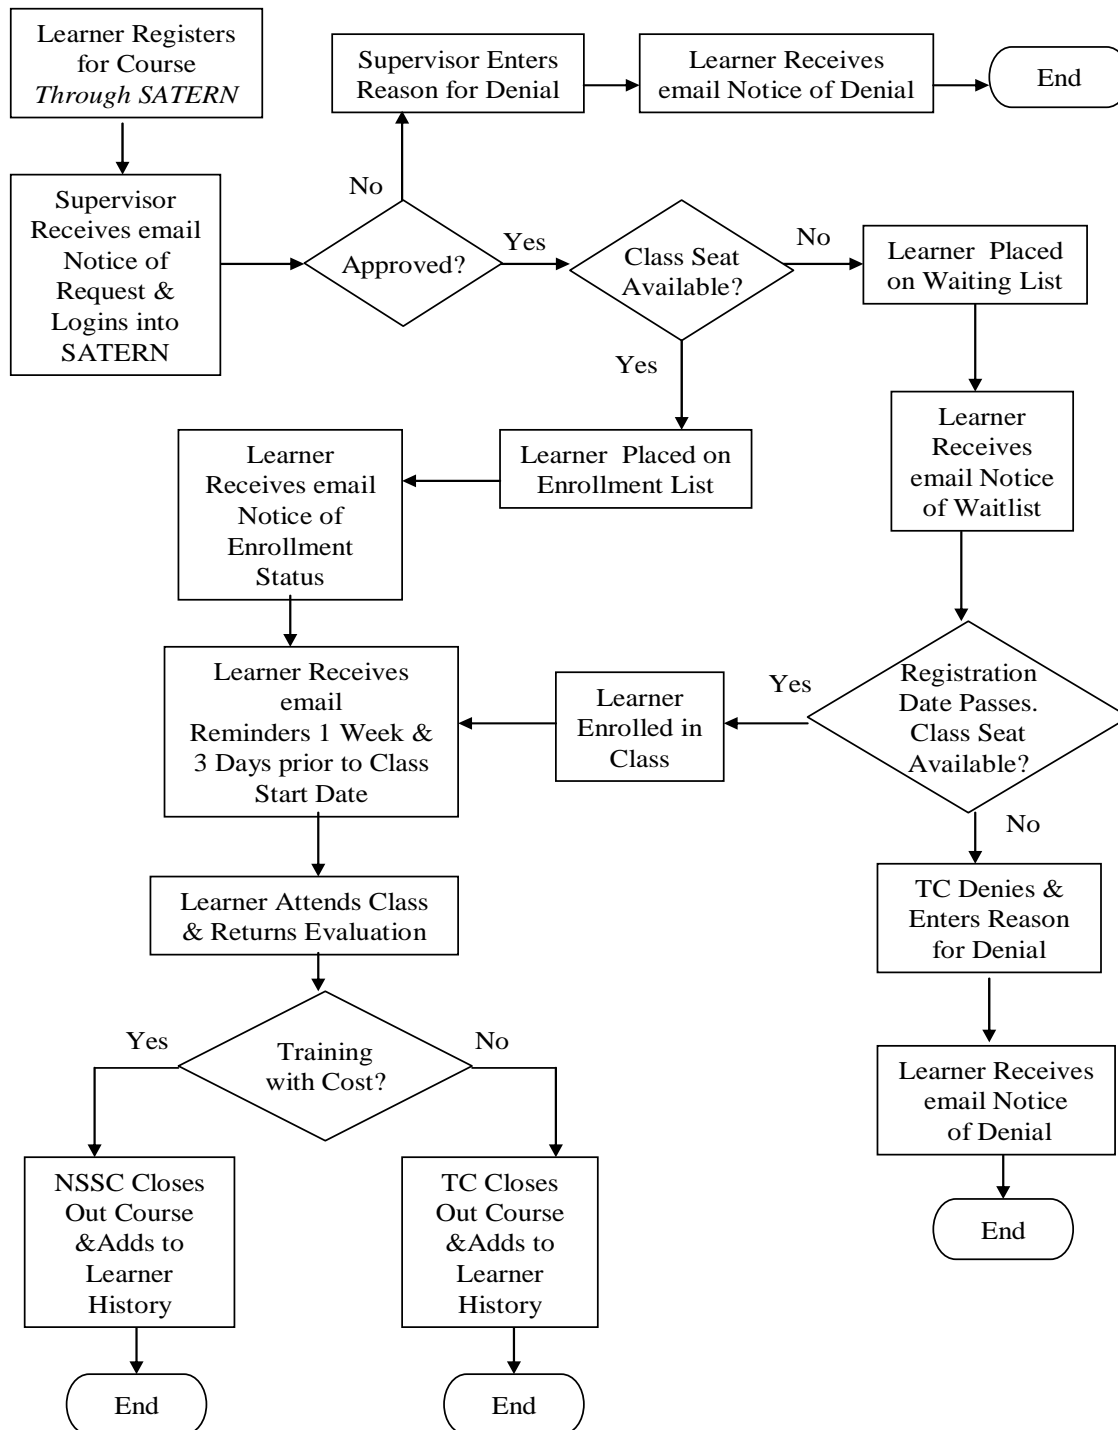 Learner Registers
for Course
Through SATERN
Supervisor Enters
Reason for Denial
Learner Receives
email Notice of Denial
End
Supervisor
Receives email
Notice of
Request &
Logins into
SATERN
No
Approved?
Yes
Class Seat
Available?
No
Learner Placed
on Waiting List
Yes
Learner
Receives email
Notice of
Enrollment
Status
Learner Placed on
Enrollment List
Learner
Receives
email Notice
of Waitlist
Learner Receives
email
Reminders 1 Week &
3 Days prior to Class
Start Date
Learner
Enrolled in
Class
Yes
Registration
Date Passes.
Class Seat
Available?
No
Learner Attends Class
& Returns Evaluation
TC Denies &
Enters Reason
for Denial
Yes
Training
with Cost?
No
Learner Receives
email Notice
of Denial
NSSC Closes
Out Course
&Adds to
Learner
History
TC Closes
Out Course
&Adds to
Learner
History
End
End
End